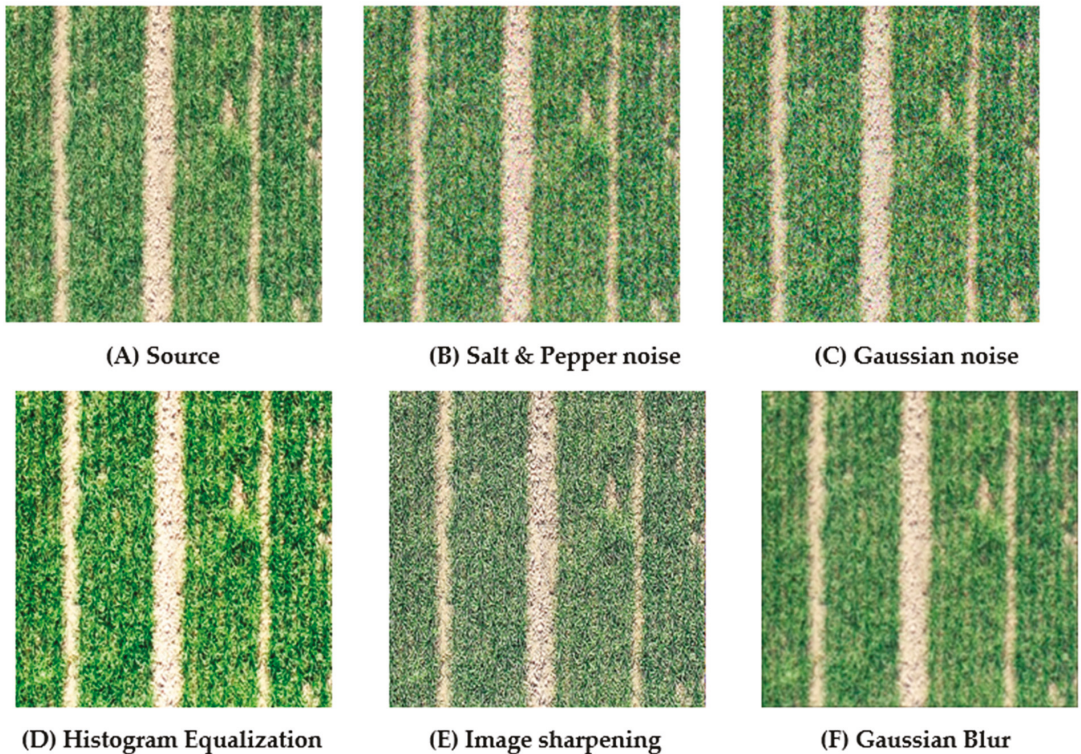 (A) Source
(B) Salt & Pepper noise
(C) Gaussian noise
(D) Histogram Equalization
(E) Image sharpening
(F) Gaussian Blur